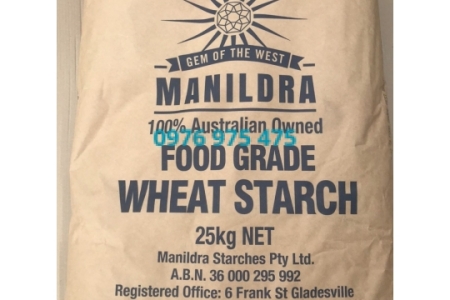 GEM OF THE WEST
MANILDRA
100% Australian Owned
0976 975 475
FOOD GRADE
WHEAT STARCH
25kg NET
Manildra Starches Pty Ltd.
A.B.N. 36 000 295 992
Registered Office: 6 Frank St Gladesville